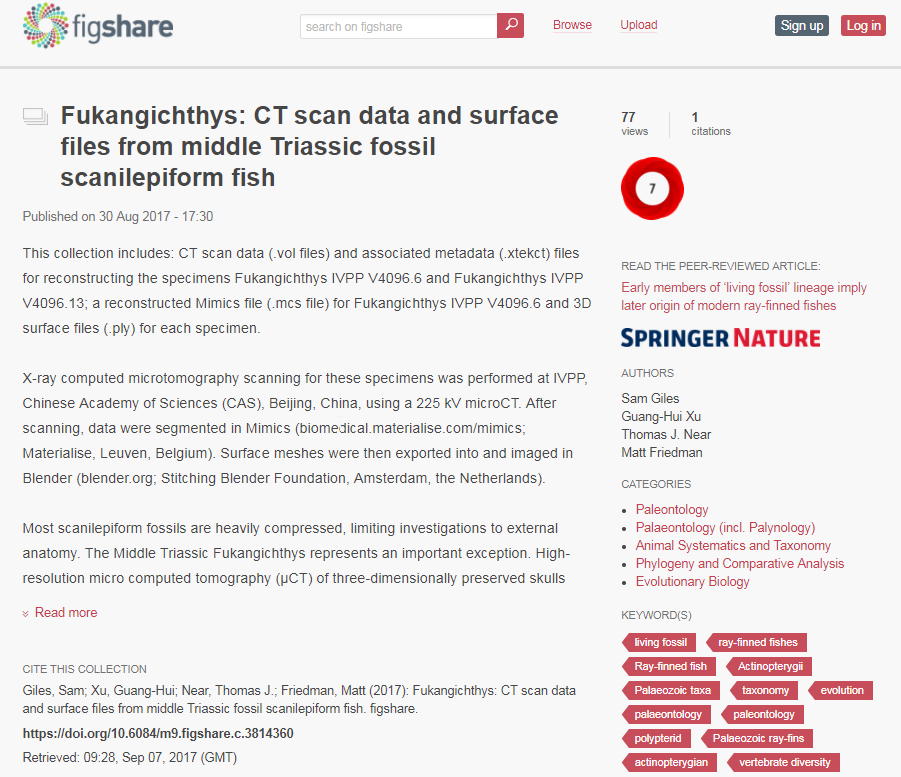 figshare
search on figshare
Browse
Upload
Sign up
Log in
Fukangichthys: CT scan data and surface
files from middle Triassic fossil
scanilepiform fish
Published on 30 Aug 2017 - 17:30
This collection includes: CT scan data (.vol files) and associated metadata (.xtekct) files
for reconstructing the specimens Fukangichthys IVPP V4096.6 and Fukangichthys IVPP
V4096.13; a reconstructed Mimics file (.mcs file) for Fukangichthys IVPP V4096.6 and 3D
surface files (.ply) for each specimen.
X-ray computed microtomography scanning for these specimens was performed at IVPP,
Chinese Academy of Sciences (CAS), Beijing, China, using a 225 kV microCT. After
scanning, data were segmented in Mimics (biomedical.materialise.com/mimics;
Materialise, Leuven, Belgium). Surface meshes were then exported into and imaged in
Blender (blender.org; Stitching Blender Foundation, Amsterdam, the Netherlands).
Most scanilepiform fossils are heavily compressed, limiting investigations to external
anatomy. The Middle Triassic Fukangichthys represents an important exception. High-
resolution micro computed tomography (μCT) of three-dimensionally preserved skulls
Read more
CITE THIS COLLECTION
Giles, Sam; Xu, Guang-Hui; Near, Thomas J.; Friedman, Matt (2017): Fukangichthys: CT scan data
and surface files from middle Triassic fossil scanilepiform fish. figshare.
https://doi.org/10.6084/m9.figshare.c.3814360
Retrieved: 09:28, Sep 07, 2017 (GMT)
77
views
1
citations
7
READ THE PEER-REVIEWED ARTICLE:
Early members of ‘living fossil’ lineage imply
later origin of modern ray-finned fishes
SPRINGER NATURE
AUTHORS
Sam Giles
Guang-Hui Xu
Thomas J. Near
Matt Friedman
CATEGORIES
Paleontology
Palaeontology (incl. Palynology)
Animal Systematics and Taxonomy
Phylogeny and Comparative Analysis
Evolutionary Biology
KEYWORD(S)
living fossil
ray-finned fishes
Ray-finned fish
Actinopterygii
Palaeozoic taxa
taxonomy
evolution
palaeontology
paleontology
polypterid
Palaeozoic ray-fins
actinopterygian
vertebrate diversity